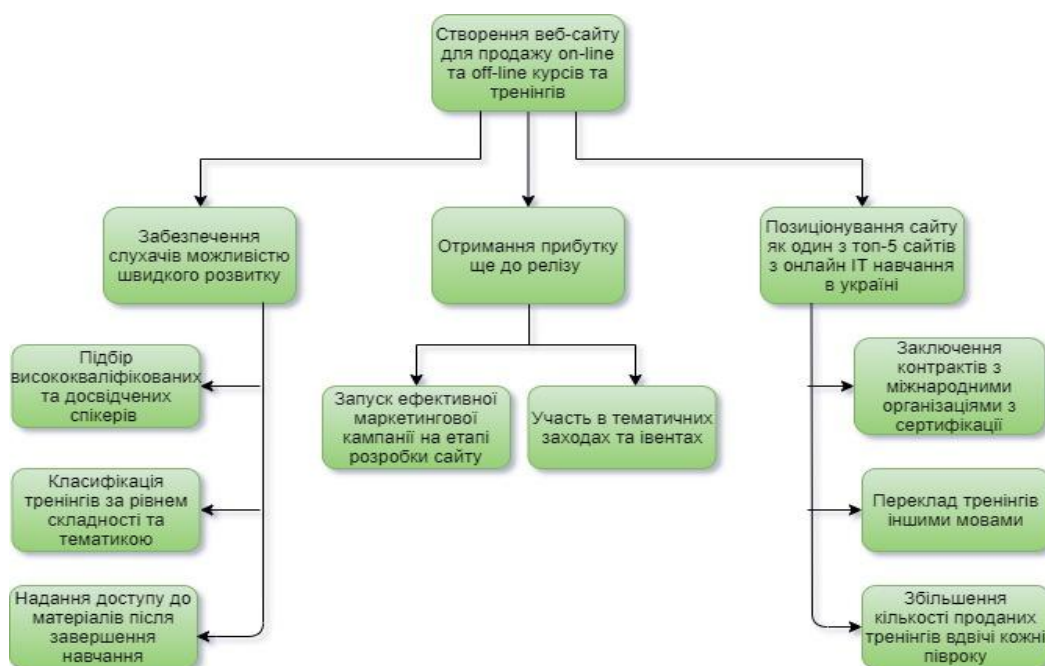 Створення веб-сайту
для продажу on-line
та off-line курсів та
тренінгів
Забезпечення
слухачів можливістю
швидкого розвитку
Отримання прибутку
ще до релізу
Позиціонування сайту
як один з топ-5 сайтів
з онлайн ІТ навчання
в україні
Підбір
висококваліфікованих
та досвідчених
спікерів
Класифікація
тренінгів за рівнем
складності та
тематикою
Надання доступу до
матеріалів після
завершення
навчання
Запуск ефективної
маркетингової
кампанії на етапі
розробки сайту
Участь в тематичних
заходах та івентах
Заключення
контрактів з
міжнародними
організаціями з
сертифікації
Переклад тренінгів
іншими мовами
Збільшення
кількості проданих
тренінгів вдвічі кожні
півроку